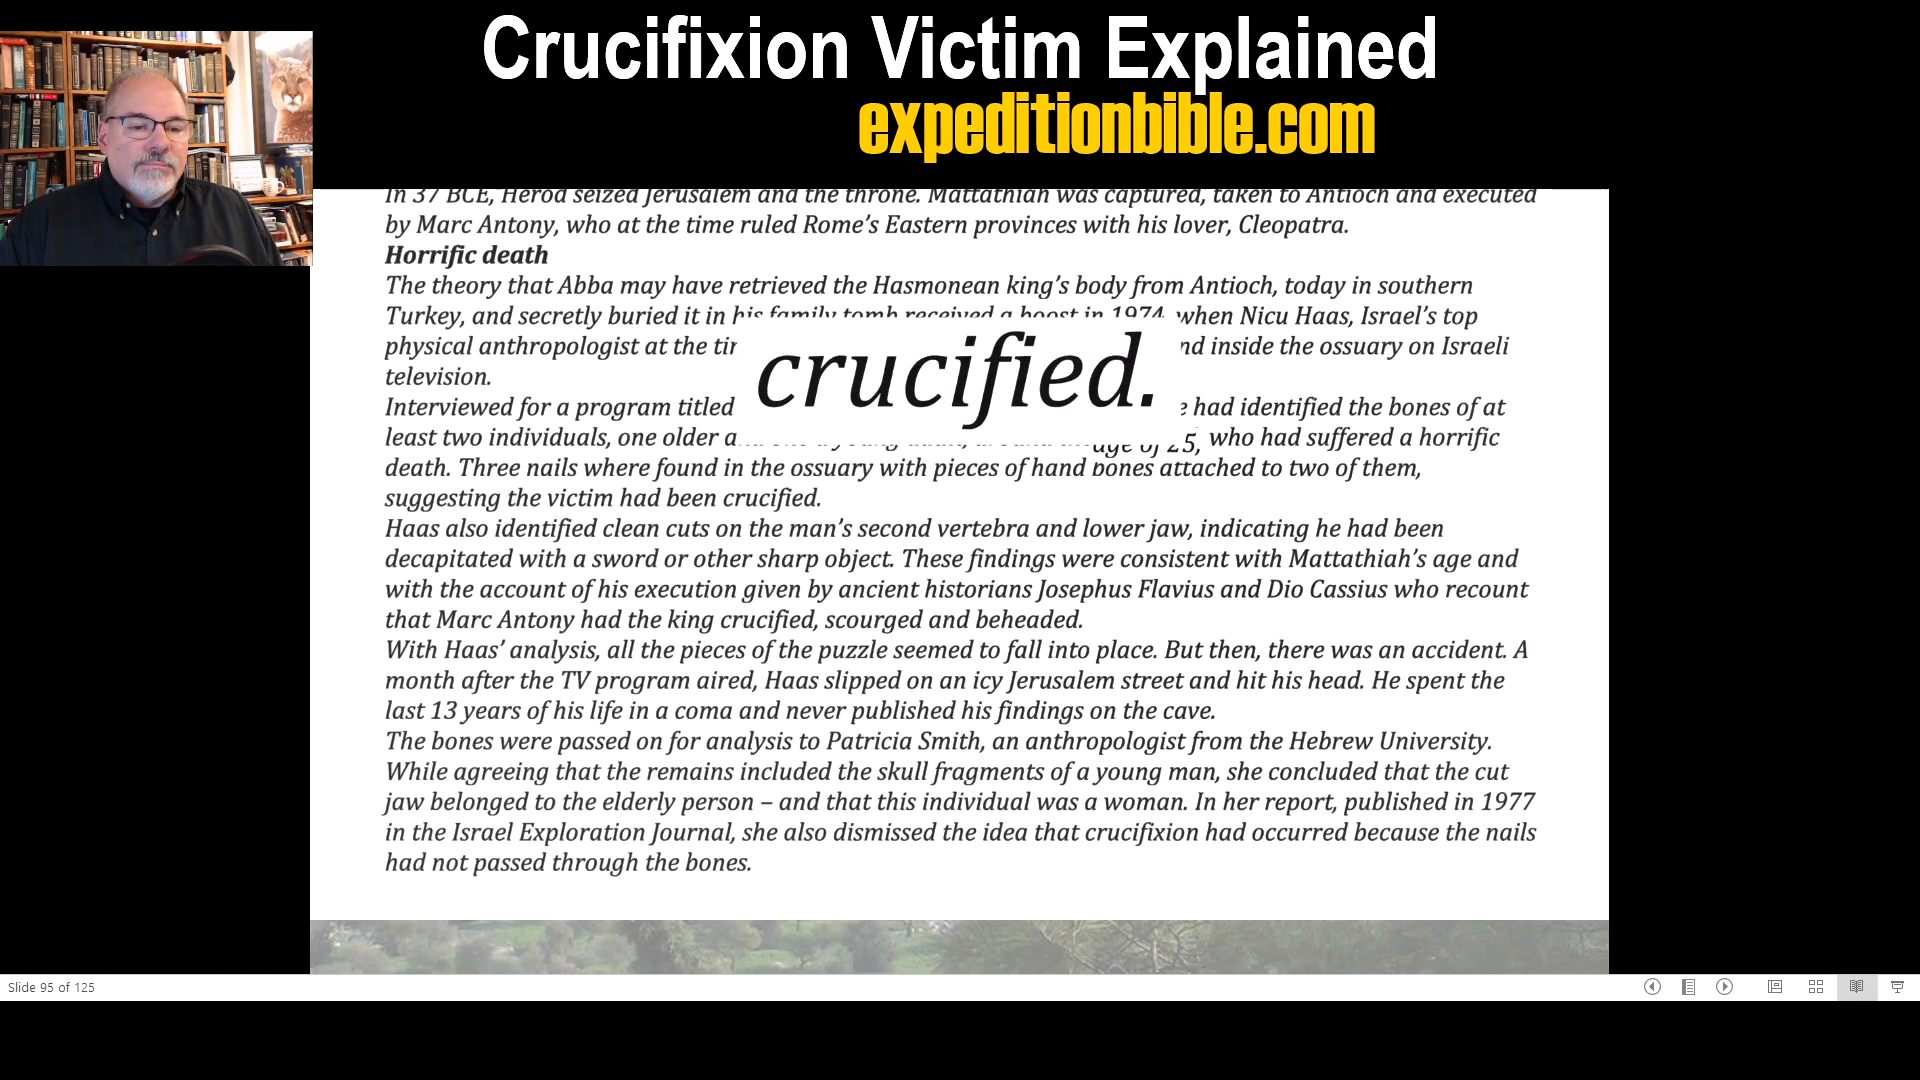 Crucifixion Victim Explained
expeditionbible.com
In 37 BCE, Herod seized Jerusalem and the throne. Mattathiah was captured, taken to Antioch and executed
by Marc Antony, who at the time ruled Rome's Eastern provinces with his lover, Cleopatra.
Horrific death
The theory that Abba may have retrieved the Hasmonean king's body from Antioch, today in southern
Turkey, and secretly buried it in his family tomb received a boost in 1974, when Nicu Haas, Israel's top
physical anthropologist at the nd inside the ossuary on Israeli
crucified.
television.
Interviewed for a program titled e had identified the bones of at
least two individuals, one older age of 25, who had suffered a horrific
death. Three nails where found in the ossuary with pieces of hand bones attached to two of them,
suggesting the victim had been crucified.
Haas also identified clean cuts on the man's second vertebra and lower jaw, indicating he had been
decapitated with a sword or other sharp object. These findings were consistent with Mattathiah's age and
with the account of his execution given by ancient historians Josephus Flavius and Dio Cassius who recount
that Marc Antony had the king crucified, scourged and beheaded.
With Haas' analysis, all the pieces of the puzzle seemed to fall into place. But then, there was an accident. A
month after the TV program aired, Haas slipped on an icy Jerusalem street and hit his head. He spent the
last 13 years of his life in a coma and never published his findings on the cave.
The bones were passed on for analysis to Patricia Smith, an anthropologist from the Hebrew University.
While agreeing that the remains included the skull fragments of a young man, she concluded that the cut
jaw belonged to the elderly person – and that this individual was a woman. In her report, published in 1977
in the Israel Exploration Journal, she also dismissed the idea that crucifixion had occurred because the nails
had not passed through the bones.
Slide 95 of 125